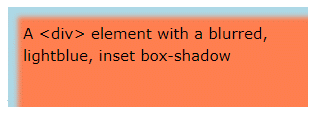 A <div> element with a blurred,
lightblue, inset box-shadow